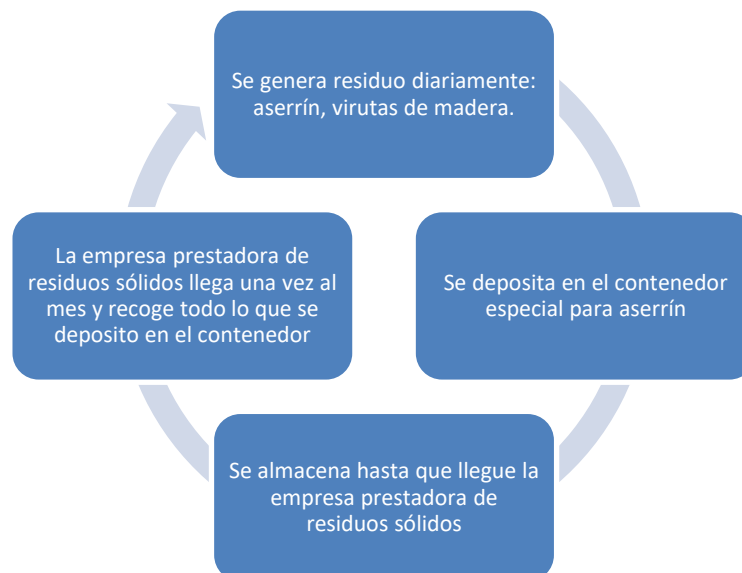 Se genera residuo diariamente:
aserrín, virutas de madera.
Se deposita en el contenedor
especial para aserrín
Se almacena hasta que llegue la
empresa prestadora de
residuos sólidos
La empresa prestadora de
residuos sólidos llega una vez al
mes y recoge todo lo que se
deposito en el contenedor